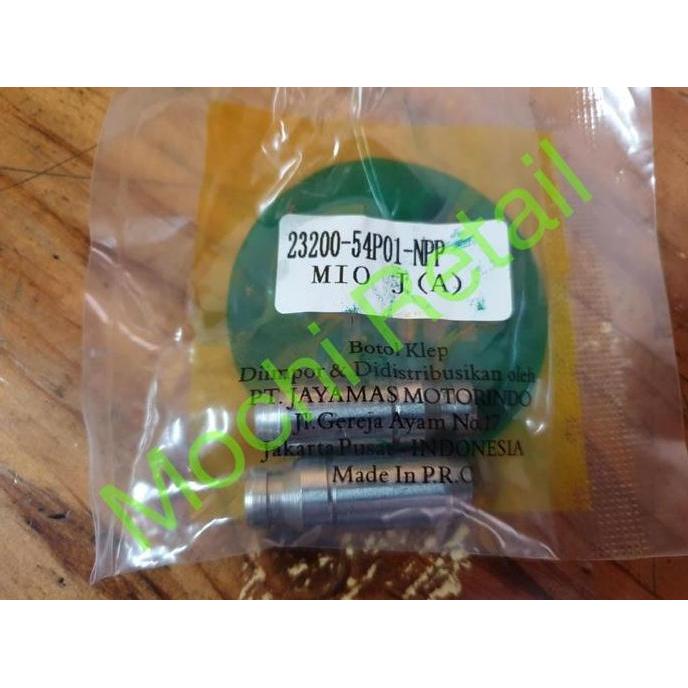 23200-54P01-NPP
MIO J (A)
Botol Klep
Diimpor & Didistribusikan oleh
PT. JAYAMAS MOTORINDO
Jl. Gereja Ayam No.17
Jakarta Pusat - INDONESIA
Made In P.R.C
Mochi Retail